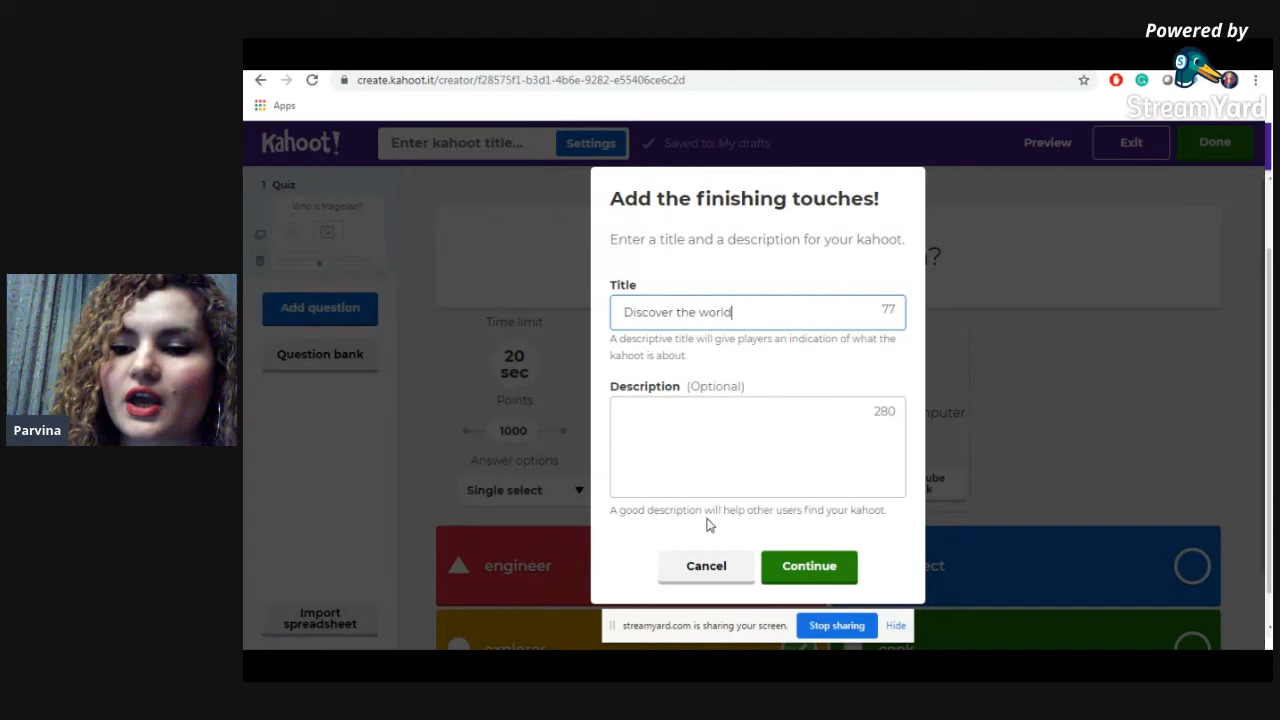 Powered by
StreamYard
create.kahoot.it/creator/f28575f1-b3d1-4b6e-9282-e55406ce6c2d
Apps
Kahoot!
Enter kahoot title...
Settings
Saved to: My drafts
Preview
Exit
Done
1 Quiz
Who is Magellan?
Add question
Question bank
Import
spreadsheet
Time limit
20
sec
Points
1000
Answer options
Single select
Add the finishing touches!
Enter a title and a description for your kahoot.
Title
Discover the world
77
A descriptive title will give players an indication of what the
kahoot is about.
Description (Optional)
280
A good description will help other users find your kahoot.
Cancel
Continue
engineer
explorer
cook
streamyard.com is sharing your screen.
Stop sharing
Hide
Parvina